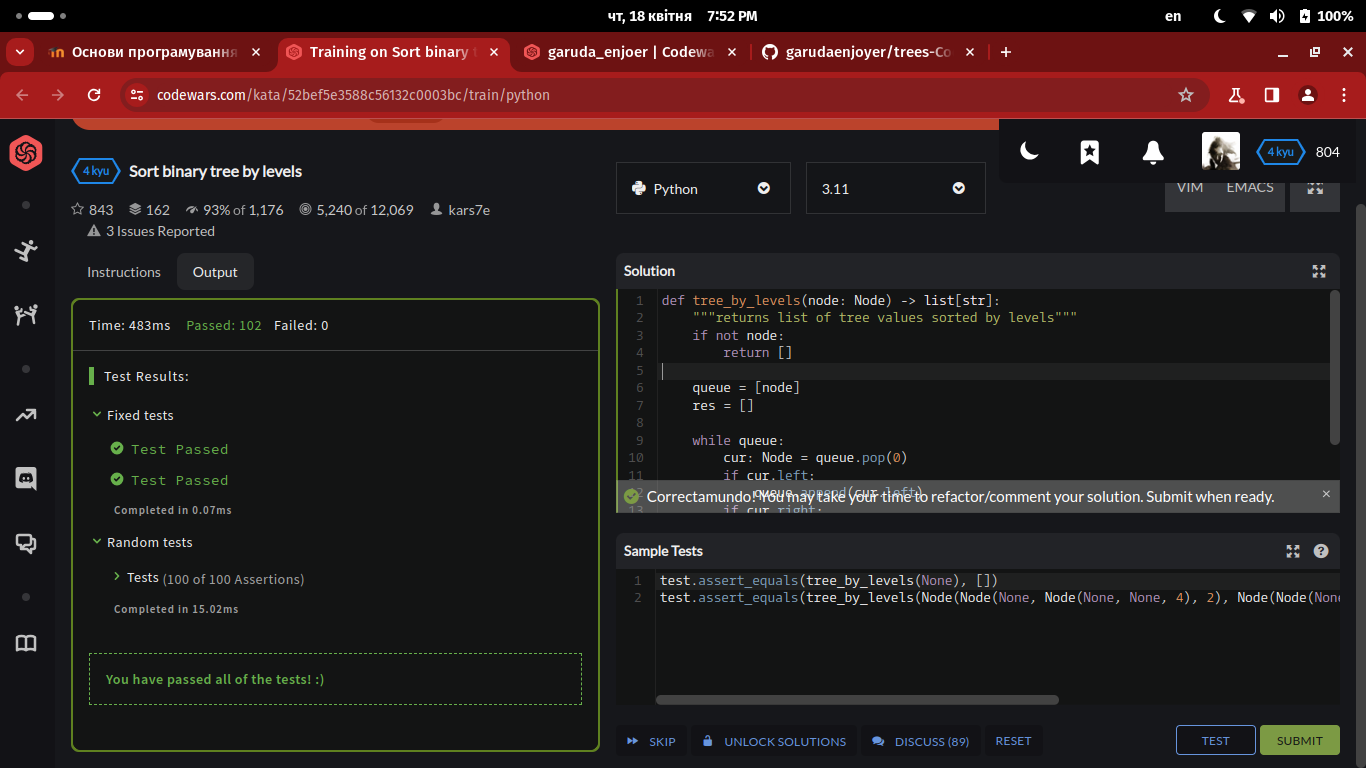 чт, 18 квітня 7:52 PM
en
100%
Основи програмування
Training on Sort binary t
garuda_enjoer | Codewa
garudaenjoyer/trees-Co
codewars.com/kata/52bef5e3588c56132c0003bc/train/python
4 kyu
804
4 kyu
Sort binary tree by levels
843
162
93% of 1,176
5,240 of 12,069
kars7e
3 Issues Reported
Python
3.11
VIM
EMACS
Instructions
Output
Time: 483ms Passed: 102 Failed: 0
Test Results:
Fixed tests
Test Passed
Test Passed
Completed in 0.07ms
Random tests
Tests (100 of 100 Assertions)
Completed in 15.02ms
You have passed all of the tests! :)
Solution
1 def tree_by_levels(node: Node) -> list[str]:
2 """returns list of tree values sorted by levels"""
3 if not node:
4 return []
5
6 queue = [node]
7 res = []
8
9 while queue:
10 cur: Node = queue.pop(0)
11 if cur.left:
12 queue.append(cur.left)
13 if cur.right:
Correctamundo! You may take your time to refactor/comment your solution. Submit when ready.
Sample Tests
1 test.assert_equals(tree_by_levels(None), [])
2 test.assert_equals(tree_by_levels(Node(Node(None, Node(None, None, 4), 2), Node(Node(None
SKIP
UNLOCK SOLUTIONS
DISCUSS (89)
RESET
TEST
SUBMIT